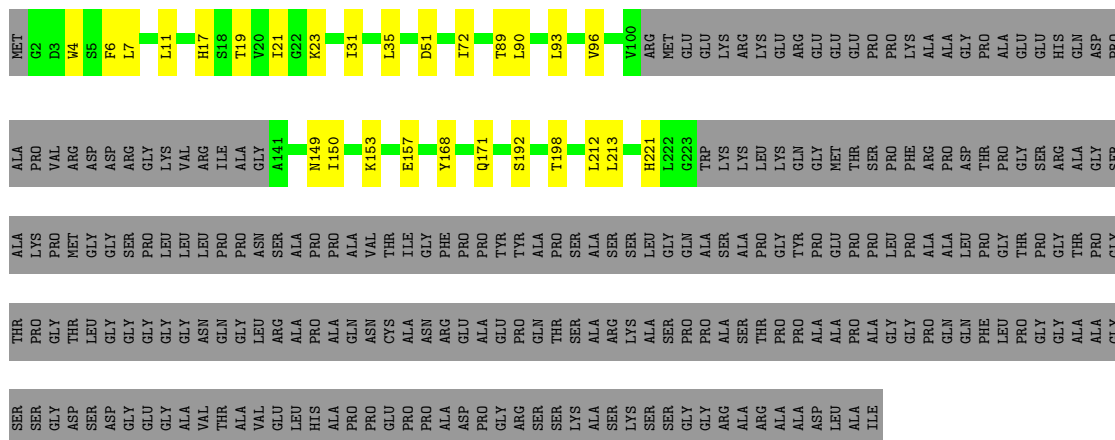 MET G2 D3 W4 S5 F6 L7 L11 H17 S18 T19 V20 I21 G22 K23 I31 L35 D51 I72 T89 L90 L93 V96 V100 ARG MET GLU GLU LYS ARG LYS GLU ARG GLU GLU GLU PRO PRO LYS ALA ALA GLY PRO ALA GLU GLU HIS GLN ASP PRO
ALA PRO VAL ARG ASP ASP ARG GLY LYS VAL ARG ILE ALA GLY A141 N149 I150 K153 E157 Y168 Q171 S192 T198 L212 L213 H221 L222 G223 TRP LYS LYS LEU LYS GLN GLY MET THR SER PRO PHE ARG PRO ASP THR PRO GLY SER ARG ALA GLY SER
ALA LYS PRO MET GLY GLY SER PRO LEU LEU LEU PRO PRO ASN SER ALA PRO PRO ALA VAL THR ILE GLY PHE PRO PRO TYR TYR ALA PRO SER ALA SER SER LEU GLY GLN ALA SER ALA PRO GLY TYR PRO GLU PRO PRO LEU PRO ALA ALA LEU PRO GLY THR PRO GLY THR PRO GLY
THR PRO GLY THR LEU GLY GLY GLY GLY GLY ASN GLN GLY LEU ARG ALA PRO ALA GLN ASN CYS ALA ASN ARG GLU ALA GLU PRO GLN THR SER ALA ARG LYS ALA SER PRO PRO ALA SER THR PRO PRO ALA ALA PRO ALA GLY GLY PRO GLN GLN PHE LEU PRO GLY GLY ALA ALA GLY
SER SER GLY ASP SER ASP GLY GLU GLY ALA VAL THR ALA VAL GLU LEU HIS ALA PRO PRO GLU PRO PRO ALA ASP PRO GLY ARG SER SER LYS ALA SER LYS SER SER GLY GLY ARG ALA ARG ALA ALA ASP LEU ALA ILE